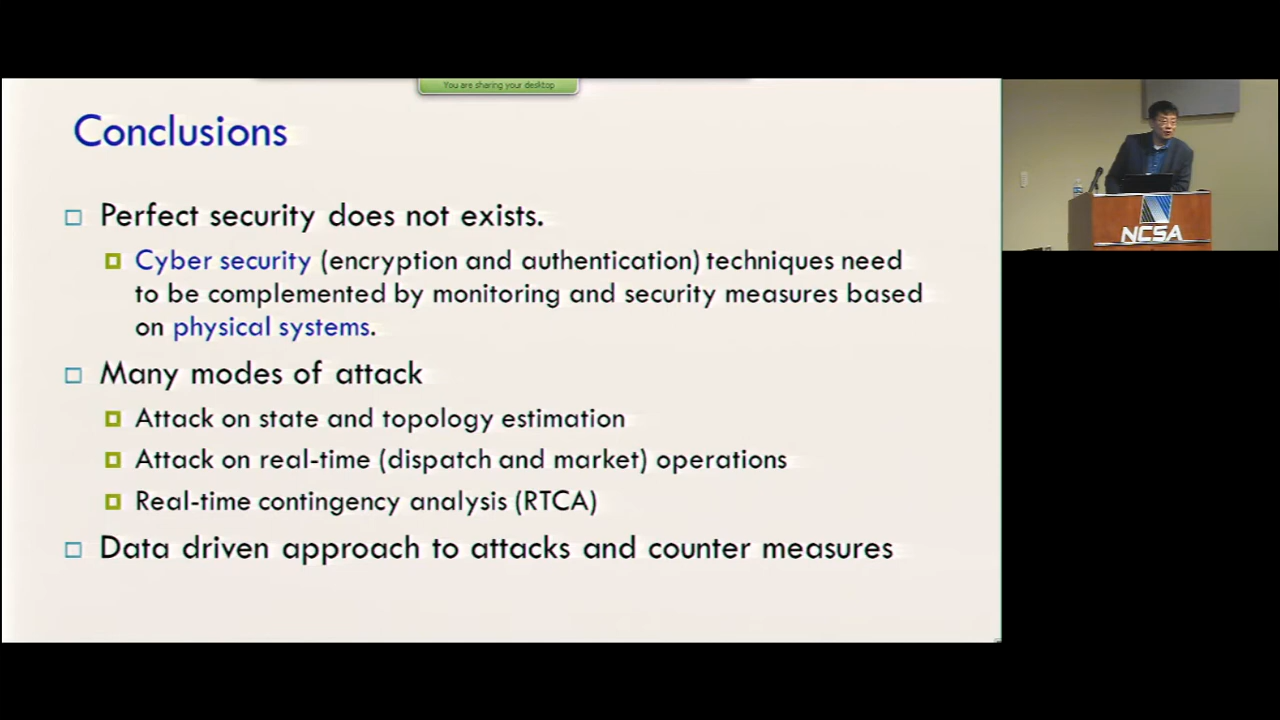 You are sharing your desktop
Conclusions
Perfect security does not exists.
Cyber security (encryption and authentication) techniques need
to be complemented by monitoring and security measures based
on physical systems.
Many modes of attack
Attack on state and topology estimation
Attack on real-time (dispatch and market) operations
Real-time contingency analysis (RTCA)
Data driven approach to attacks and counter measures
NCSA